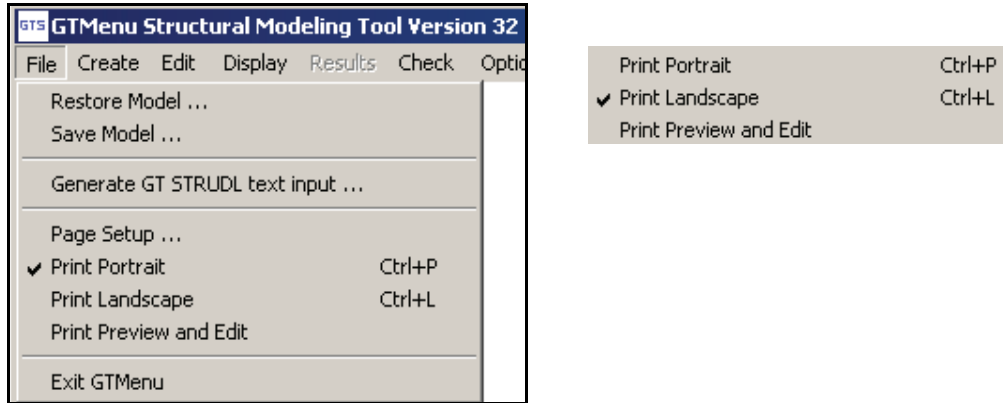 GTS GTMenu Structural Modeling Tool Version 32
File Create Edit Display Results Check Optic
Restore Model ...
Save Model ...
Generate GT STRUDL text input ...
Page Setup ...
Print Portrait Ctrl+P
Print Landscape Ctrl+L
Print Preview and Edit
Exit GTMenu
Print Portrait Ctrl+P
Print Landscape Ctrl+L
Print Preview and Edit